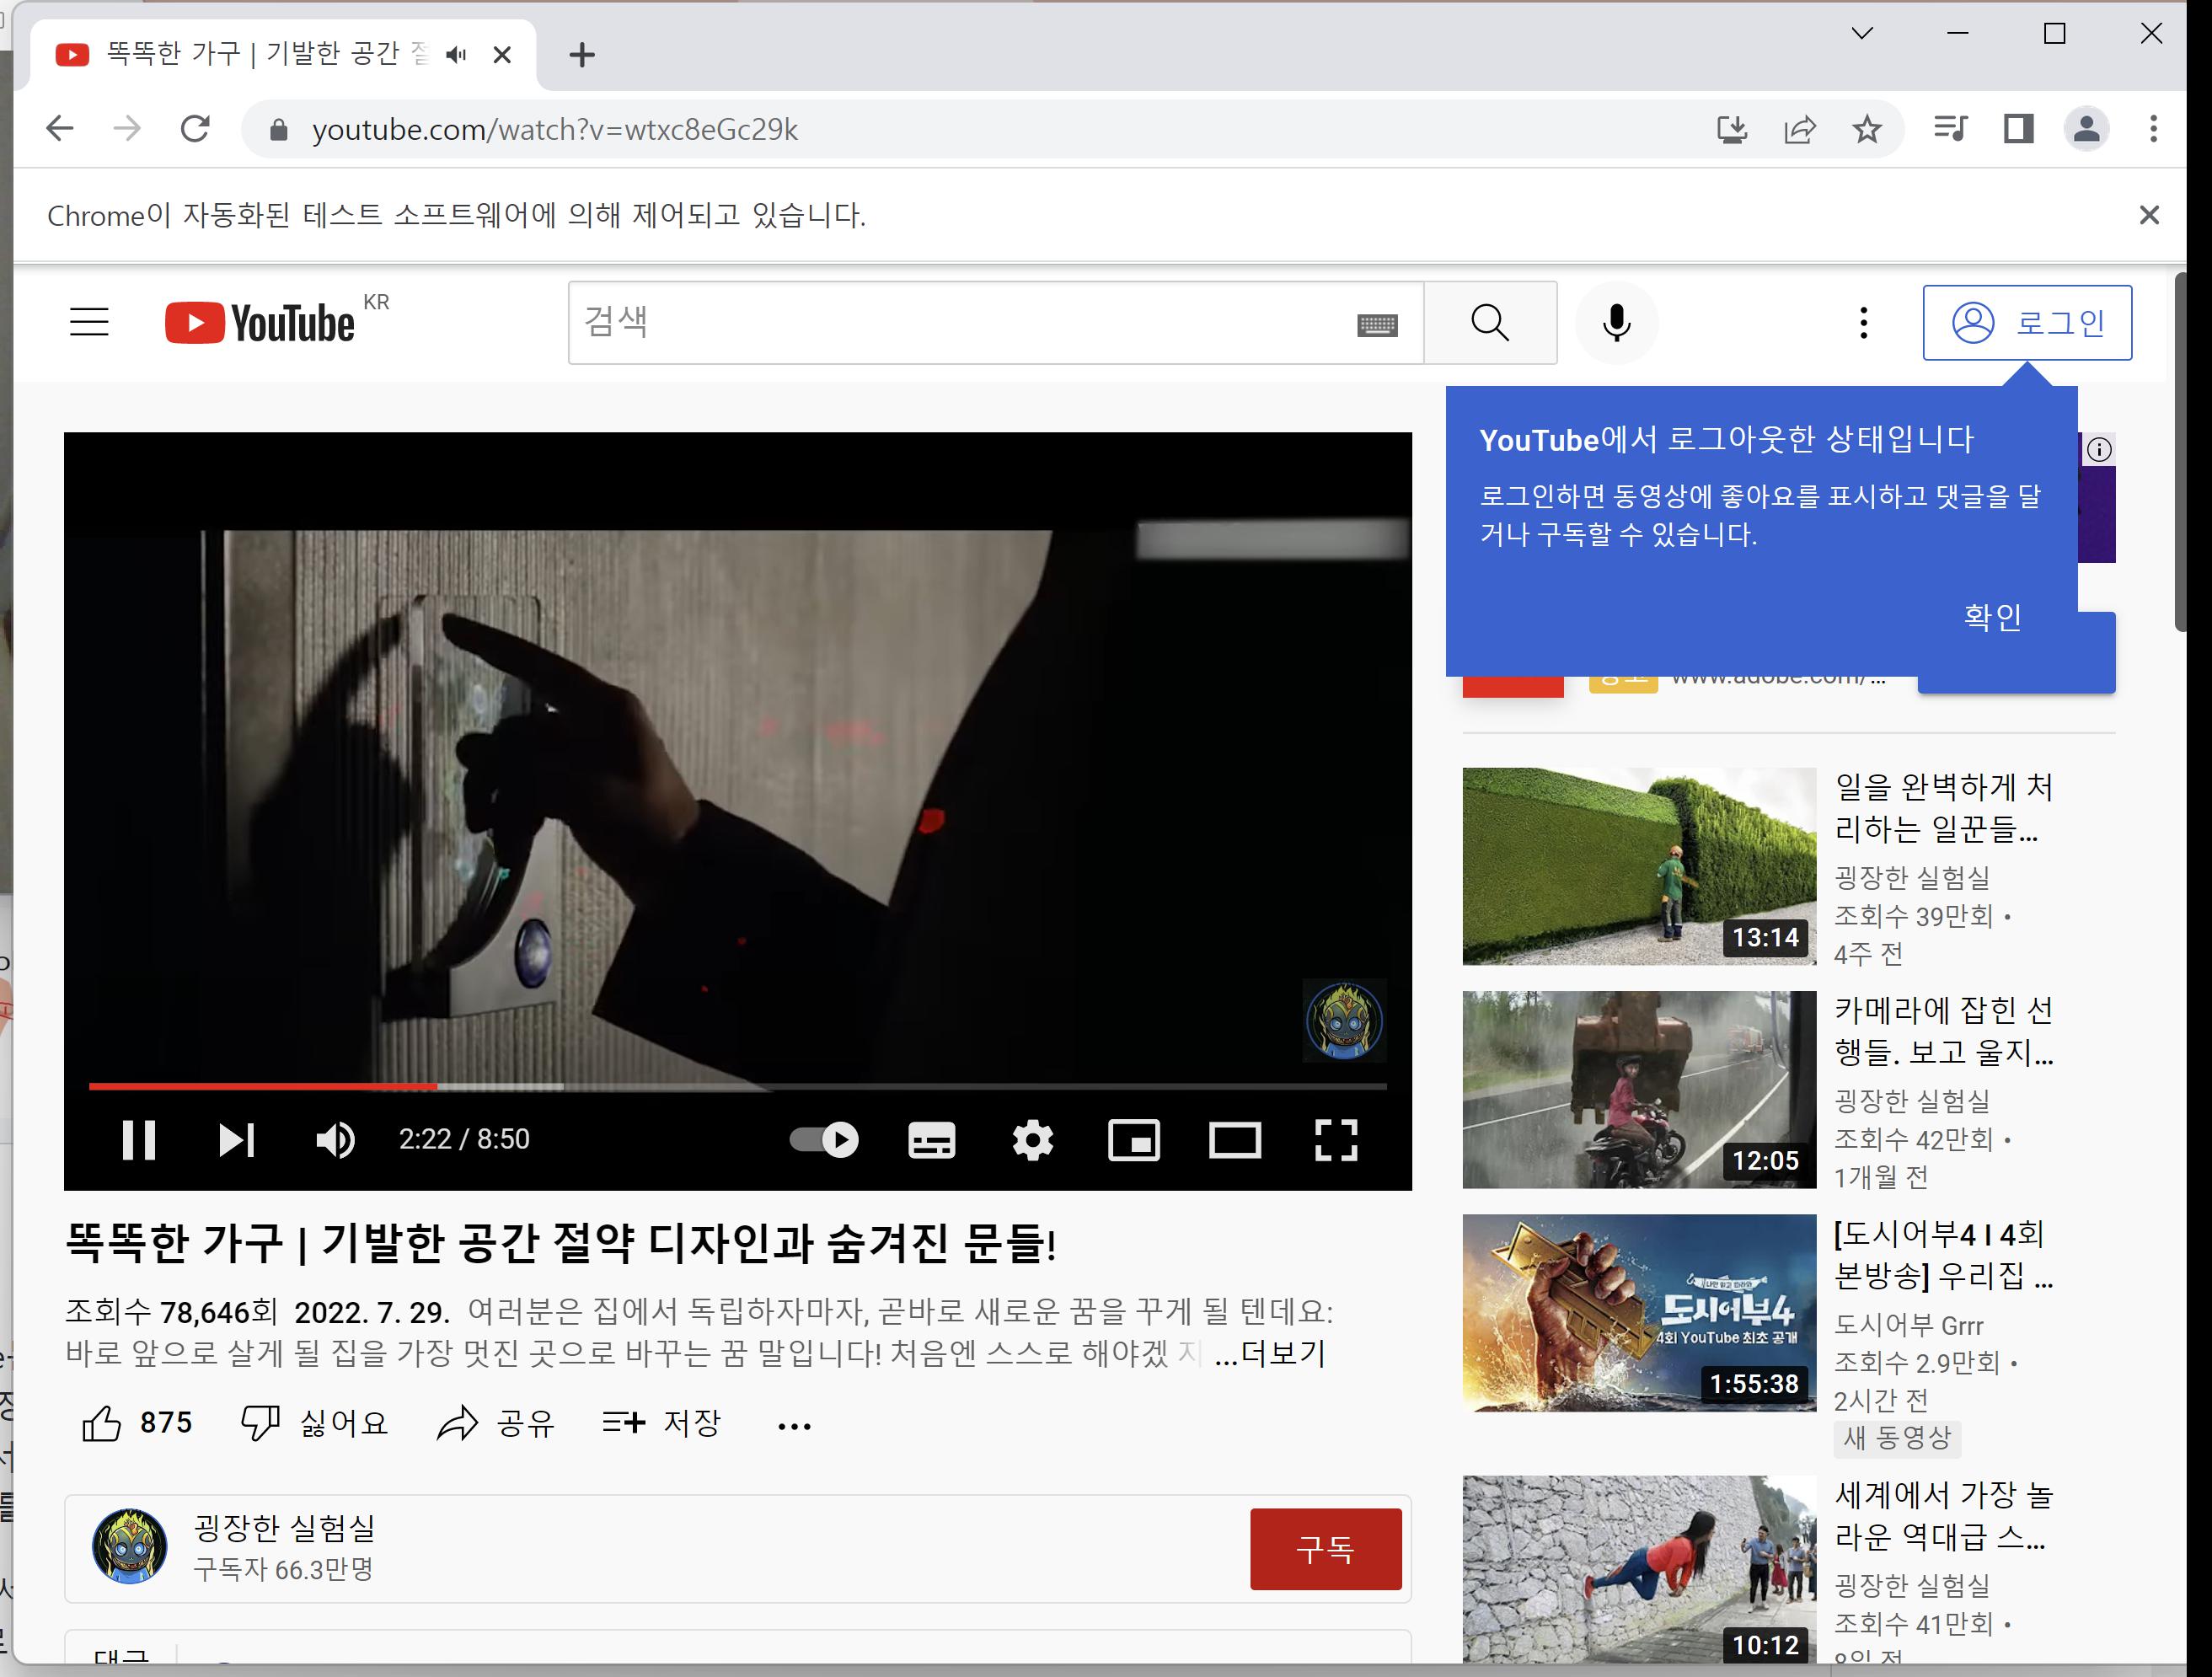 똑똑한 가구 | 기발한 공간 절
youtube.com/watch?v=wtxc8eGc29k
Chrome이 자동화된 테스트 소프트웨어에 의해 제어되고 있습니다.
YouTube KR
검색
로그인
YouTube에서 로그아웃한 상태입니다
로그인하면 동영상에 좋아요를 표시하고 댓글을 달
거나 구독할 수 있습니다.
확인
광고 www.adobe.com/...
2:22 / 8:50
똑똑한 가구 | 기발한 공간 절약 디자인과 숨겨진 문들!
조회수 78,646회 2022. 7. 29. 여러분은 집에서 독립하자마자, 곧바로 새로운 꿈을 꾸게 될 텐데요:
바로 앞으로 살게 될 집을 가장 멋진 곳으로 바꾸는 꿈 말입니다! 처음엔 스스로 해야겠 지 ...더보기
875 싫어요 공유 저장
굉장한 실험실
구독자 66.3만명
구독
댓글
일을 완벽하게 처
리하는 일꾼들...
굉장한 실험실
조회수 39만회 •
4주 전
13:14
카메라에 잡힌 선
행들. 보고 울지...
굉장한 실험실
조회수 42만회 •
1개월 전
12:05
[도시어부4 I 4회
본방송] 우리집 ...
도시어부 Grrr
조회수 2.9만회 •
2시간 전
새 동영상
도시어부4
4회 YouTube 최초 공개
1:55:38
세계에서 가장 놀
라운 역대급 스...
굉장한 실험실
조회수 41만회 •
10:12